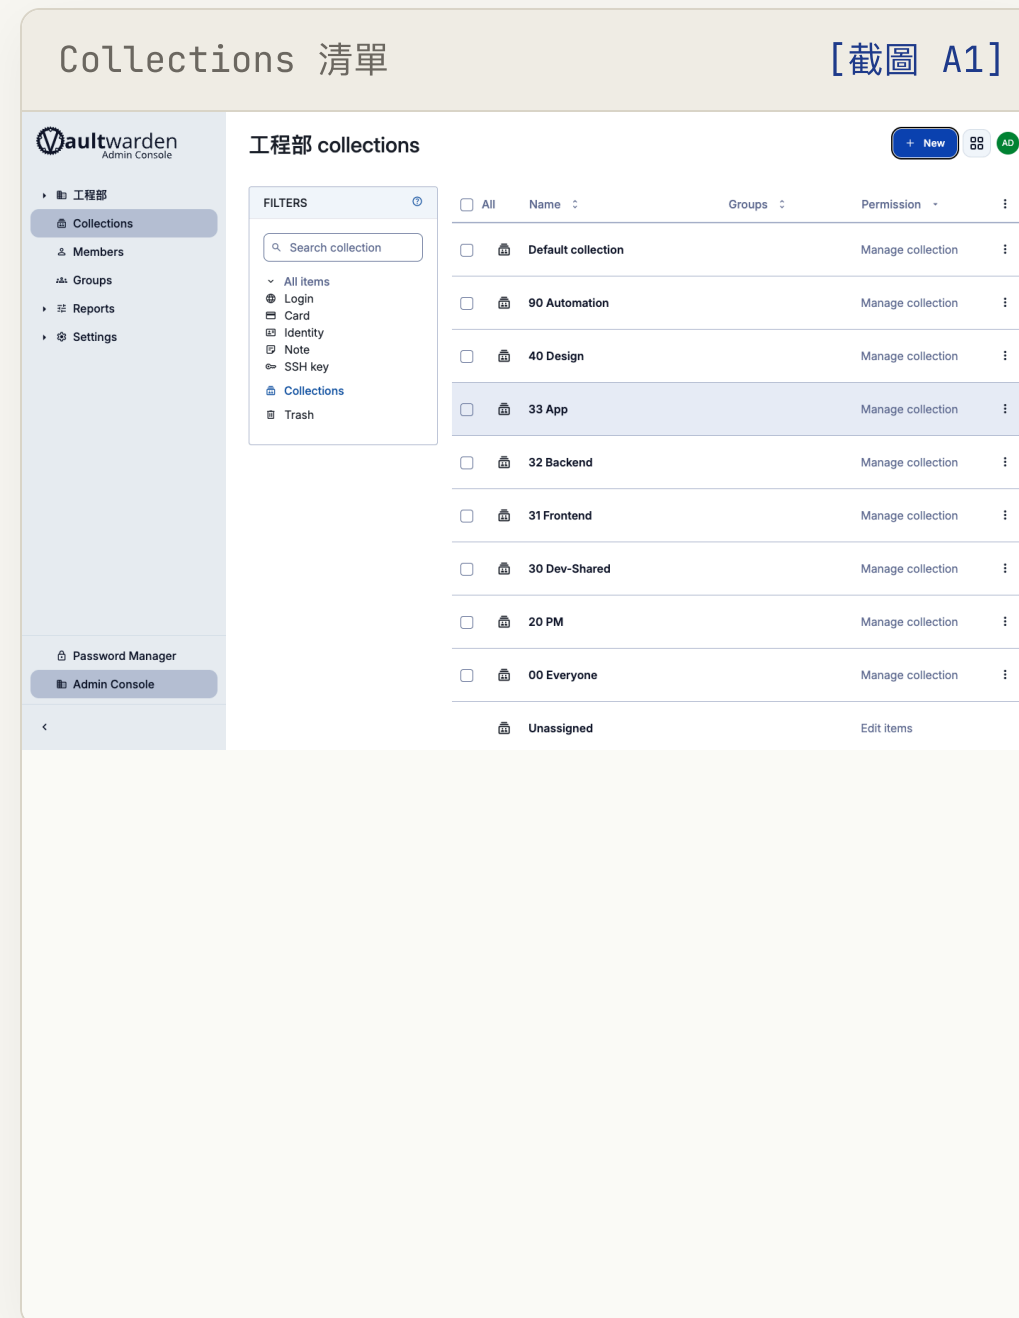 Collections 清單
[截圖 A1]
Vaultwarden
Admin Console
工程部
Collections
Members
Groups
Reports
Settings
Password Manager
Admin Console
工程部 collections
+ New
AD
FILTERS
Search collection
All items
Login
Card
Identity
Note
SSH key
Collections
Trash
All Name Groups Permission
Default collection Manage collection
90 Automation Manage collection
40 Design Manage collection
33 App Manage collection
32 Backend Manage collection
31 Frontend Manage collection
30 Dev-Shared Manage collection
20 PM Manage collection
00 Everyone Manage collection
Unassigned Edit items